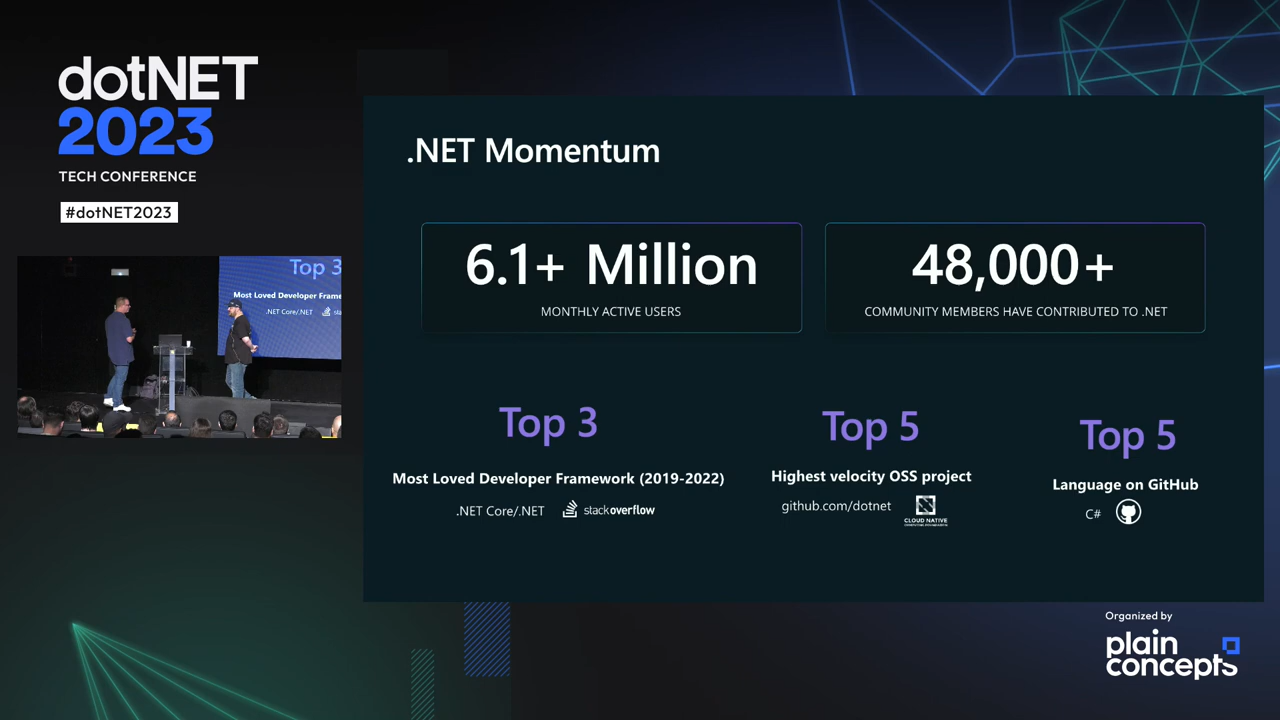 dotNET
2023
TECH CONFERENCE
#dotNET2023
Top 3
Most Loved Developer Frame
.NET Core/.NET
.NET Momentum
6.1+ Million
MONTHLY ACTIVE USERS
48,000+
COMMUNITY MEMBERS HAVE CONTRIBUTED TO .NET
Top 3
Most Loved Developer Framework (2019-2022)
.NET Core/.NET stackoverflow
Top 5
Highest velocity OSS project
github.com/dotnet
CLOUD NATIVE
Top 5
Language on GitHub
C#
Organized by
plain
concepts